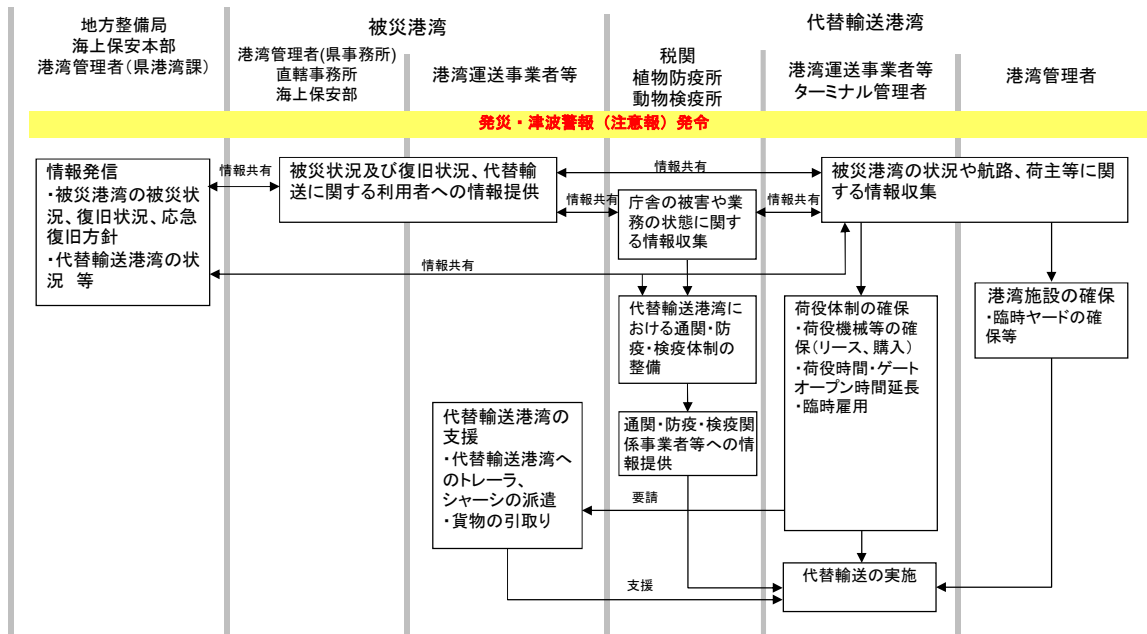 地方整備局
海上保安本部
港湾管理者（県港湾課）
被災港湾
港湾管理者(県事務所)
直轄事務所
海上保安部
港湾運送事業者等
代替輸送港湾
税関
植物防疫所
動物検疫所
港湾運送事業者等
ターミナル管理者
港湾管理者
発災・津波警報（注意報）発令
情報発信
・被災港湾の被災状
況、復旧状況、応急
復旧方針
・代替輸送港湾の状
況　等
情報共有
被災状況及び復旧状況、代替輸
送に関する利用者への情報提供
情報共有
情報共有
庁舎の被害や業
務の状態に関す
る情報収集
情報共有
被災港湾の状況や航路、荷主等に関
する情報収集
情報共有
代替輸送港湾に
おける通関・防
疫・検疫体制の
整備
荷役体制の確保
・荷役機械等の確
保（リース、購入）
・荷役時間・ゲート
オープン時間延長
・臨時雇用
港湾施設の確保
・臨時ヤードの確
保等
代替輸送港湾の
支援
・代替輸送港湾へ
のトレーラ、
シャーシの派遣
・貨物の引取り
通関・防疫・検疫関
係事業者等への情
報提供
要請
支援
代替輸送の実施